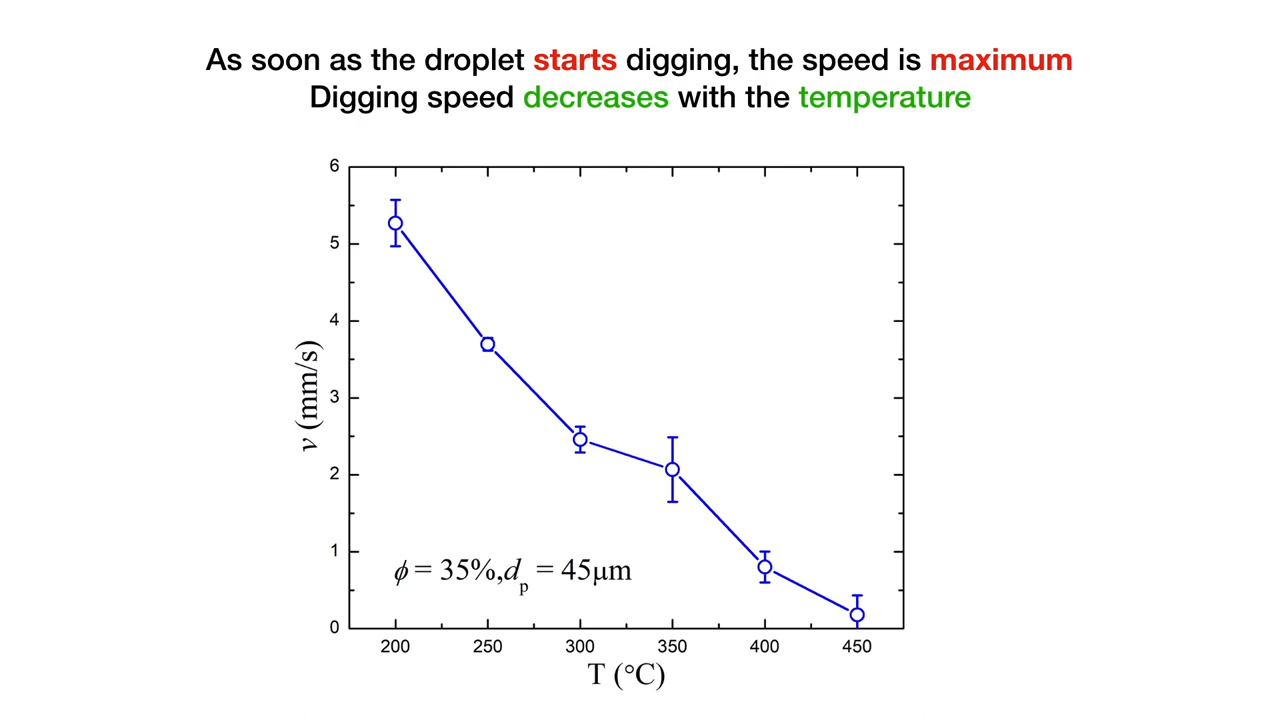 As soon as the droplet starts digging, the speed is maximum
Digging speed decreases with the temperature
6
5
4
3
2
1
0
v (mm/s)
ϕ = 35%,dp = 45μm
200 250 300 350 400 450
T (°C)